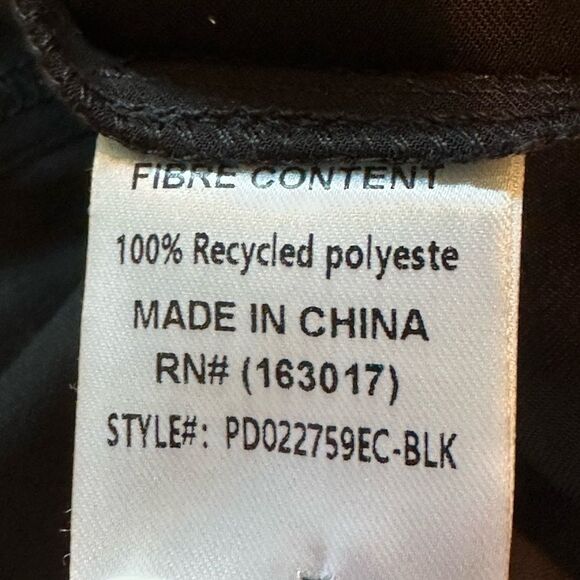 FIBRE CONTENT
100% Recycled polyeste
MADE IN CHINA
RN# (163017)
STYLE#: PD022759EC-BLK